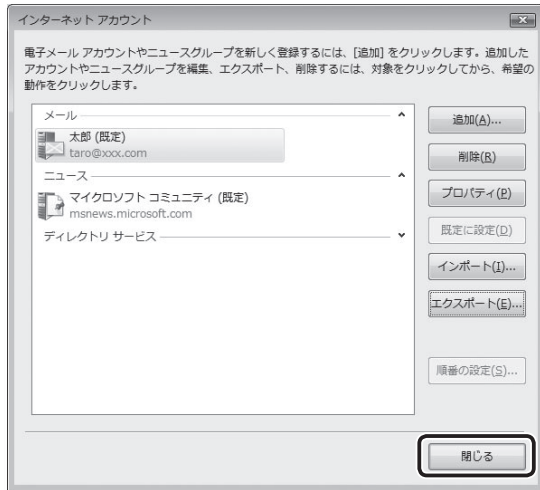 インターネット アカウント
電子メール アカウントやニュースグループを新しく登録するには、[追加] をクリックします。追加した
アカウントやニュースグループを編集、エクスポート、削除するには、対象をクリックしてから、希望の
動作をクリックします。
メール
太郎 (既定)
taro@xxx.com
ニュース
マイクロソフト コミュニティ (既定)
msnews.microsoft.com
ディレクトリ サービス
追加(A)...
削除(R)
プロパティ(P)
既定に設定(D)
インポート(I)...
エクスポート(E)...
順番の設定(S)...
閉じる